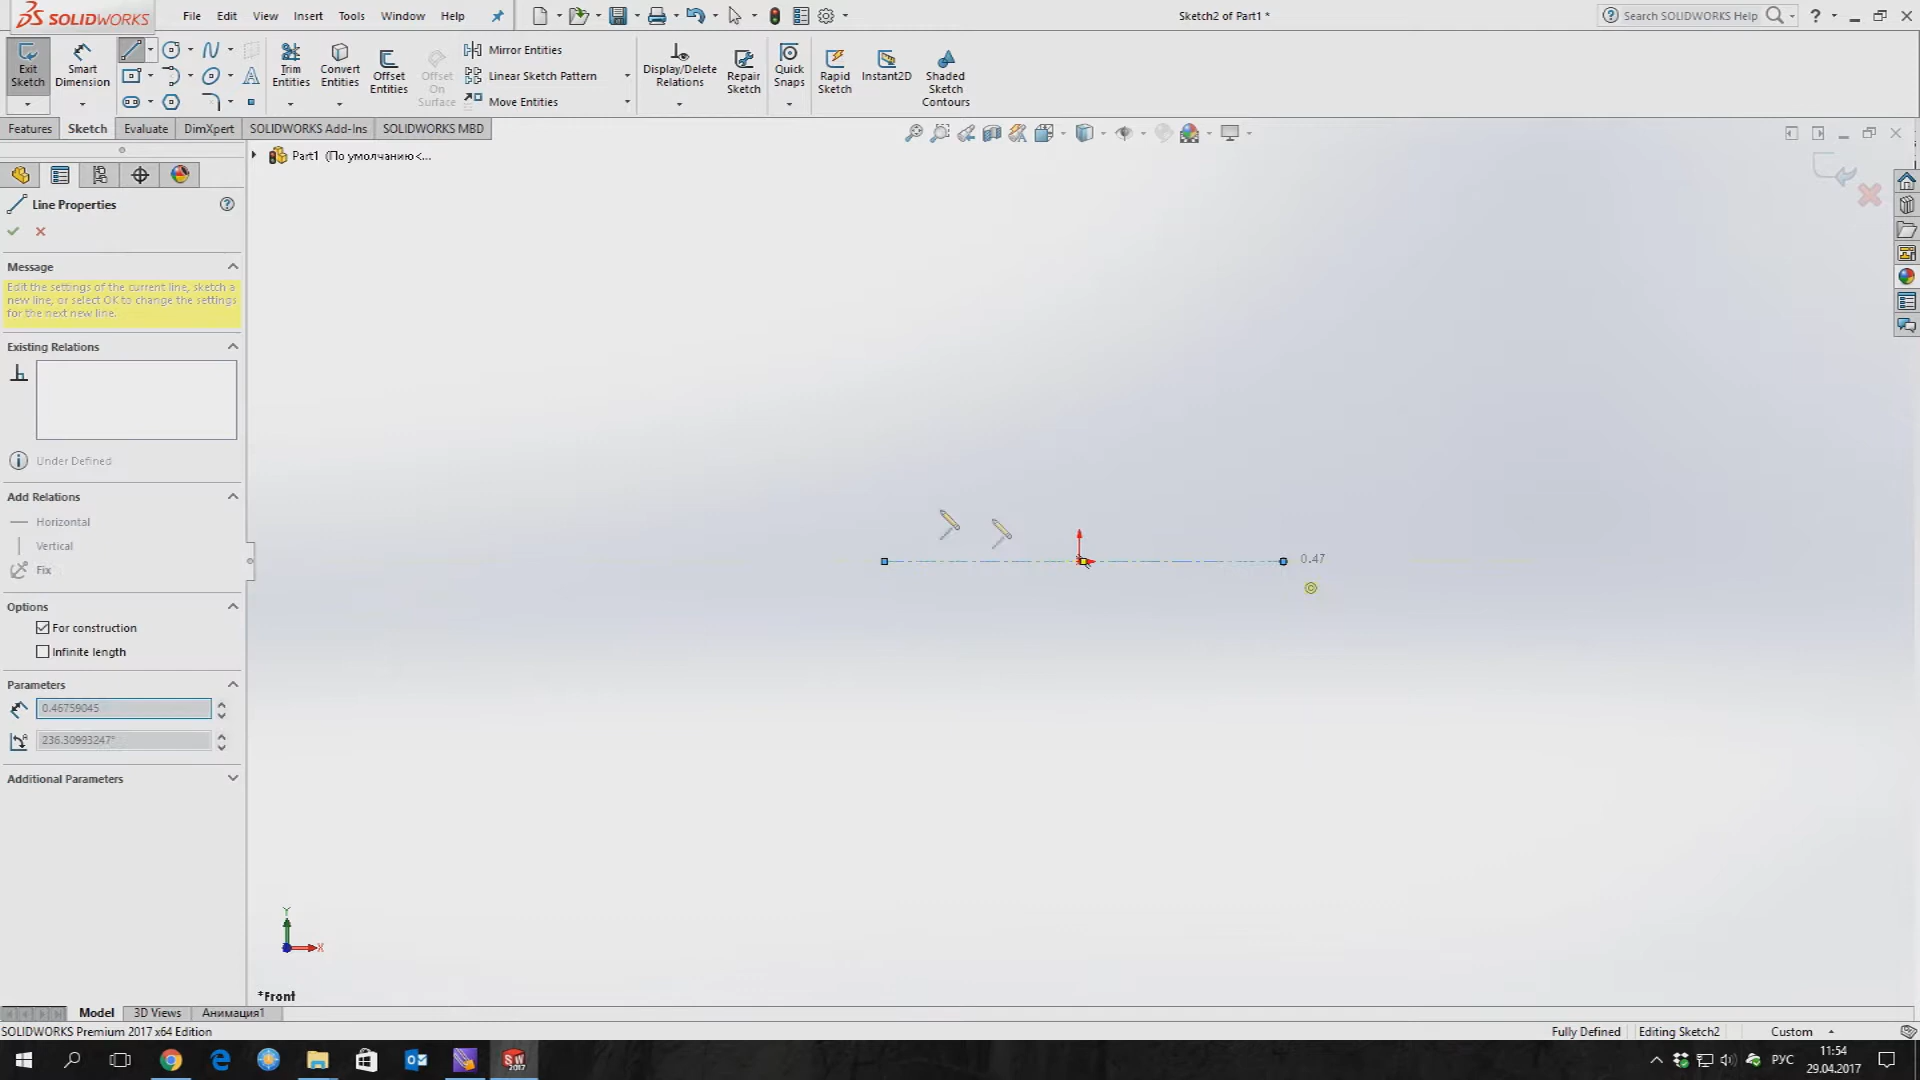 SOLIDWORKS
File Edit View Insert Tools Window Help
Sketch2 of Part1 *
Search SOLIDWORKS Help
Exit Sketch
Smart Dimension
Trim Entities
Convert Entities
Offset Entities
Offset On Surface
Mirror Entities
Linear Sketch Pattern
Move Entities
Display/Delete Relations
Repair Sketch
Quick Snaps
Rapid Sketch
Instant2D
Shaded Sketch Contours
Features Sketch Evaluate DimXpert SOLIDWORKS Add-Ins SOLIDWORKS MBD
Part1 (По умолчанию<...
Line Properties
Message
Edit the settings of the current line, sketch a
new line, or select OK to change the settings
for the next new line.
Existing Relations
Under Defined
Add Relations
Horizontal
Vertical
Fix
Options
For construction
Infinite length
Parameters
0.46759045
236.30993247°
Additional Parameters
0.47
Y
X
*Front
Model 3D Views Анимация1
SOLIDWORKS Premium 2017 x64 Edition
Fully Defined Editing Sketch2 Custom
SW
2017
РУС
11:54
29.04.2017